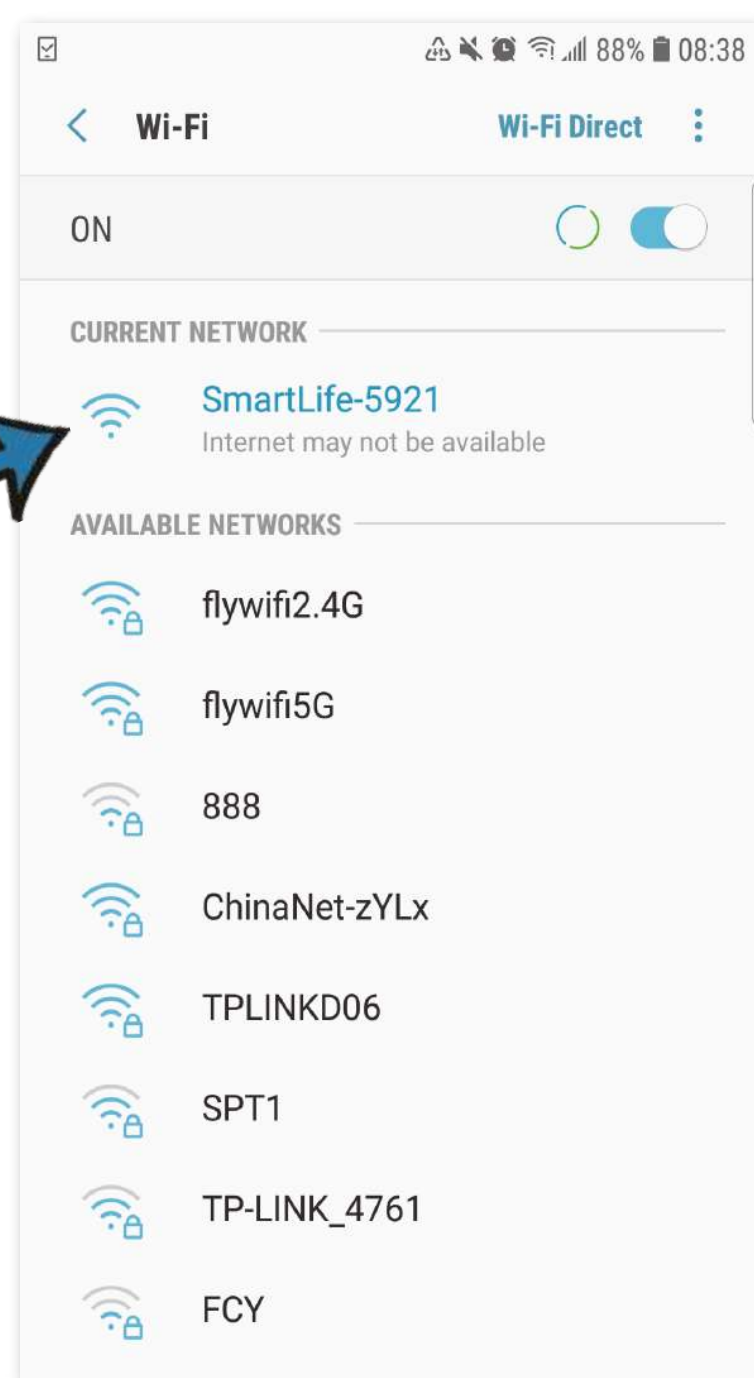 88% 08:38
Wi-Fi Wi-Fi Direct
ON
CURRENT NETWORK
SmartLife-5921
Internet may not be available
AVAILABLE NETWORKS
flywifi2.4G
flywifi5G
888
ChinaNet-zYLx
TPLINKD06
SPT1
TP-LINK_4761
FCY